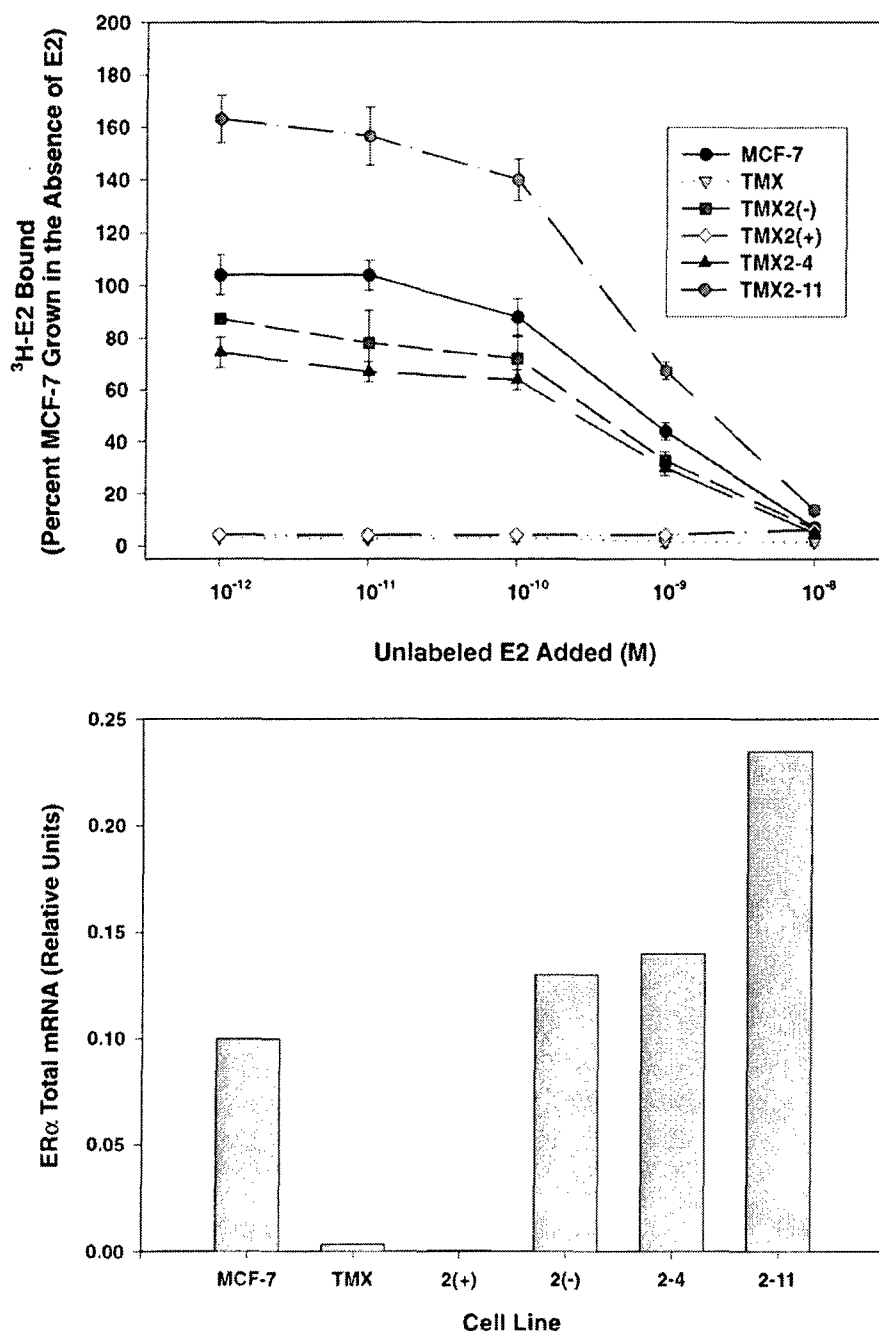 200
180
160
140
120
100
80
60
40
20
0
³H-E2 Bound
(Percent MCF-7 Grown in the Absence of E2)
MCF-7
TMX
TMX2(-)
TMX2(+)
TMX2-4
TMX2-11
10⁻¹² 10⁻¹¹ 10⁻¹⁰ 10⁻⁹ 10⁻⁸
Unlabeled E2 Added (M)
0.25
0.20
0.15
0.10
0.05
0.00
ERα Total mRNA (Relative Units)
MCF-7 TMX 2(+) 2(-) 2-4 2-11
Cell Line